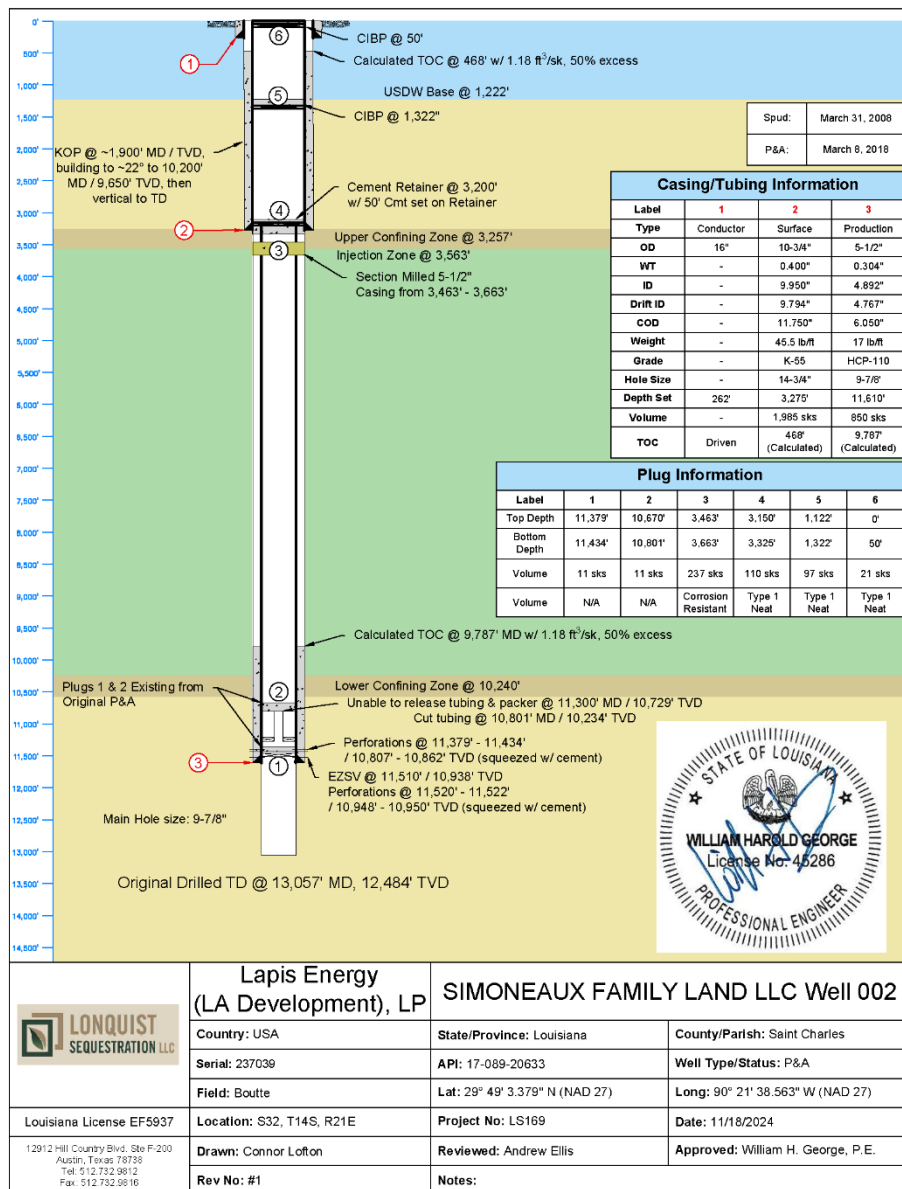 0'
500'
1,000'
1,500'
2,000'
2,500'
3,000'
3,500'
4,000'
4,500'
5,000'
5,500'
6,000'
6,500'
7,000'
7,500'
8,000'
8,500'
9,000'
9,500'
10,000'
10,500'
11,000'
11,500'
12,000'
12,500'
13,000'
13,500'
14,000'
14,500'
6
CIBP @ 50'
1
Calculated TOC @ 468' w/ 1.18 ft³/sk, 50% excess
USDW Base @ 1,222'
5
CIBP @ 1,322"
KOP @ ~1,900' MD / TVD,
building to ~22° to 10,200'
MD / 9,650' TVD, then
vertical to TD
Cement Retainer @ 3,200'
w/ 50' Cmt set on Retainer
4
2
Upper Confining Zone @ 3,257'
3
Injection Zone @ 3,563'
Section Milled 5-1/2"
Casing from 3,463' - 3,663'
Spud: March 31, 2008
P&A: March 8, 2018
Casing/Tubing Information
Label 1 2 3
Type Conductor Surface Production
OD 16" 10-3/4" 5-1/2"
WT - 0.400" 0.304"
ID - 9.950" 4.892"
Drift ID - 9.794" 4.767"
COD - 11.750" 6.050"
Weight - 45.5 lb/ft 17 lb/ft
Grade - K-55 HCP-110
Hole Size - 14-3/4" 9-7/8'
Depth Set 262' 3,275' 11,610'
Volume - 1,985 sks 850 sks
TOC Driven 468' (Calculated) 9,787' (Calculated)
Plug Information
Label 1 2 3 4 5 6
Top Depth 11,379' 10,670' 3,463' 3,150' 1,122' 0'
Bottom Depth 11,434' 10,801' 3,663' 3,325' 1,322' 50'
Volume 11 sks 11 sks 237 sks 110 sks 97 sks 21 sks
Volume N/A N/A Corrosion Resistant Type 1 Neat Type 1 Neat Type 1 Neat
Calculated TOC @ 9,787' MD w/ 1.18 ft³/sk, 50% excess
Plugs 1 & 2 Existing from
Original P&A
2
Lower Confining Zone @ 10,240'
Unable to release tubing & packer @ 11,300' MD / 10,729' TVD
Cut tubing @ 10,801' MD / 10,234' TVD
Perforations @ 11,379' - 11,434'
/ 10,807' - 10,862' TVD (squeezed w/ cement)
3
1
EZSV @ 11,510' / 10,938' TVD
Perforations @ 11,520' - 11,522'
/ 10,948' - 10,950' TVD (squeezed w/ cement)
Main Hole size: 9-7/8"
Original Drilled TD @ 13,057' MD, 12,484' TVD
STATE OF LOUISIANA
WILLIAM HAROLD GEORGE
License No. 45286
PROFESSIONAL ENGINEER
LONQUIST
SEQUESTRATION LLC
Louisiana License EF5937
12912 Hill Country Blvd. Ste F-200
Austin, Texas 78738
Tel: 512.732.9812
Fax: 512.732.9816
Lapis Energy
(LA Development), LP
SIMONEAUX FAMILY LAND LLC Well 002
Country: USA
State/Province: Louisiana
County/Parish: Saint Charles
Serial: 237039
API: 17-089-20633
Well Type/Status: P&A
Field: Boutte
Lat: 29° 49' 3.379" N (NAD 27)
Long: 90° 21' 38.563" W (NAD 27)
Location: S32, T14S, R21E
Project No: LS169
Date: 11/18/2024
Drawn: Connor Lofton
Reviewed: Andrew Ellis
Approved: William H. George, P.E.
Rev No: #1
Notes: